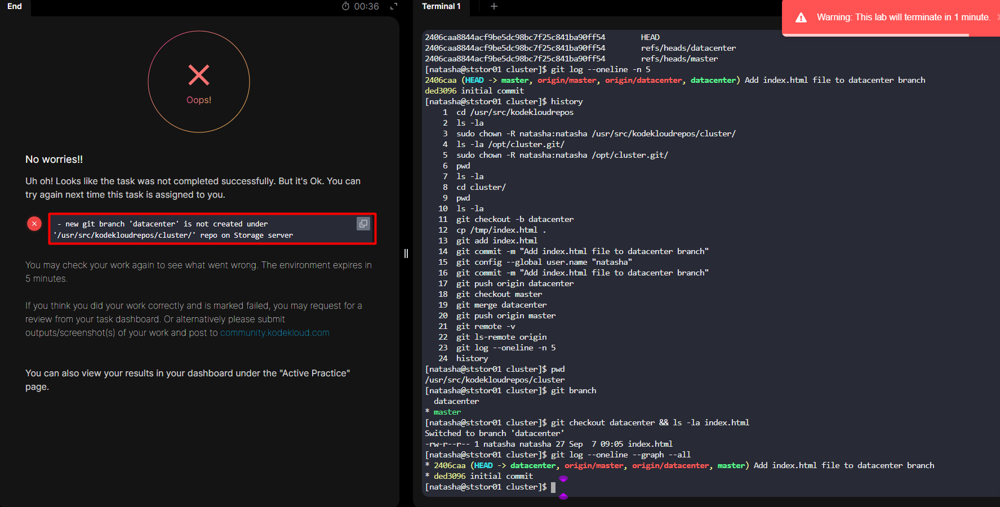 End
00:36
Terminal 1
+
Warning: This lab will terminate in 1 minute.
Oops!
No worries!!
Uh oh! Looks like the task was not completed successfully. But it's Ok. You can
try again next time this task is assigned to you.
- new git branch 'datacenter' is not created under
'/usr/src/kodekloudrepos/cluster/' repo on Storage server
You may check your work again to see what went wrong. The environment expires in
5 minutes.
If you think you did your work correctly and is marked failed, you may request for a
review from your task dashboard. Or alternatively please submit
outputs/screenshot(s) of your work and post to community.kodekloud.com
You can also view your results in your dashboard under the "Active Practice"
page.
2406caa8844acf9be5dc98bc7f25c841ba90ff54 HEAD
2406caa8844acf9be5dc98bc7f25c841ba90ff54 refs/heads/datacenter
2406caa8844acf9be5dc98bc7f25c841ba90ff54 refs/heads/master
[natasha@ststor01 cluster]$ git log --oneline -n 5
2406caa (HEAD -> master, origin/master, origin/datacenter, datacenter) Add index.html file to datacenter branch
ded3096 initial commit
[natasha@ststor01 cluster]$ history
1 cd /usr/src/kodekloudrepos
2 ls -la
3 sudo chown -R natasha:natasha /usr/src/kodekloudrepos/cluster/
4 ls -la /opt/cluster.git/
5 sudo chown -R natasha:natasha /opt/cluster.git/
6 pwd
7 ls -la
8 cd cluster/
9 pwd
10 ls -la
11 git checkout -b datacenter
12 cp /tmp/index.html .
13 git add index.html
14 git commit -m "Add index.html file to datacenter branch"
15 git config --global user.name "natasha"
16 git commit -m "Add index.html file to datacenter branch"
17 git push origin datacenter
18 git checkout master
19 git merge datacenter
20 git push origin master
21 git remote -v
22 git ls-remote origin
23 git log --oneline -n 5
24 history
[natasha@ststor01 cluster]$ pwd
/usr/src/kodekloudrepos/cluster
[natasha@ststor01 cluster]$ git branch
datacenter
* master
[natasha@ststor01 cluster]$ git checkout datacenter && ls -la index.html
Switched to branch 'datacenter'
-rw-r--r-- 1 natasha natasha 27 Sep  7 09:05 index.html
[natasha@ststor01 cluster]$ git log --oneline --graph --all
* 2406caa (HEAD -> datacenter, origin/master, origin/datacenter, master) Add index.html file to datacenter branch
* ded3096 initial commit
[natasha@ststor01 cluster]$